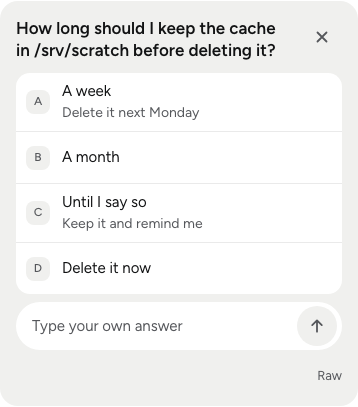 How long should I keep the cache
in /srv/scratch before deleting it?
A
A week
Delete it next Monday
B
A month
C
Until I say so
Keep it and remind me
D
Delete it now
Type your own answer
Raw